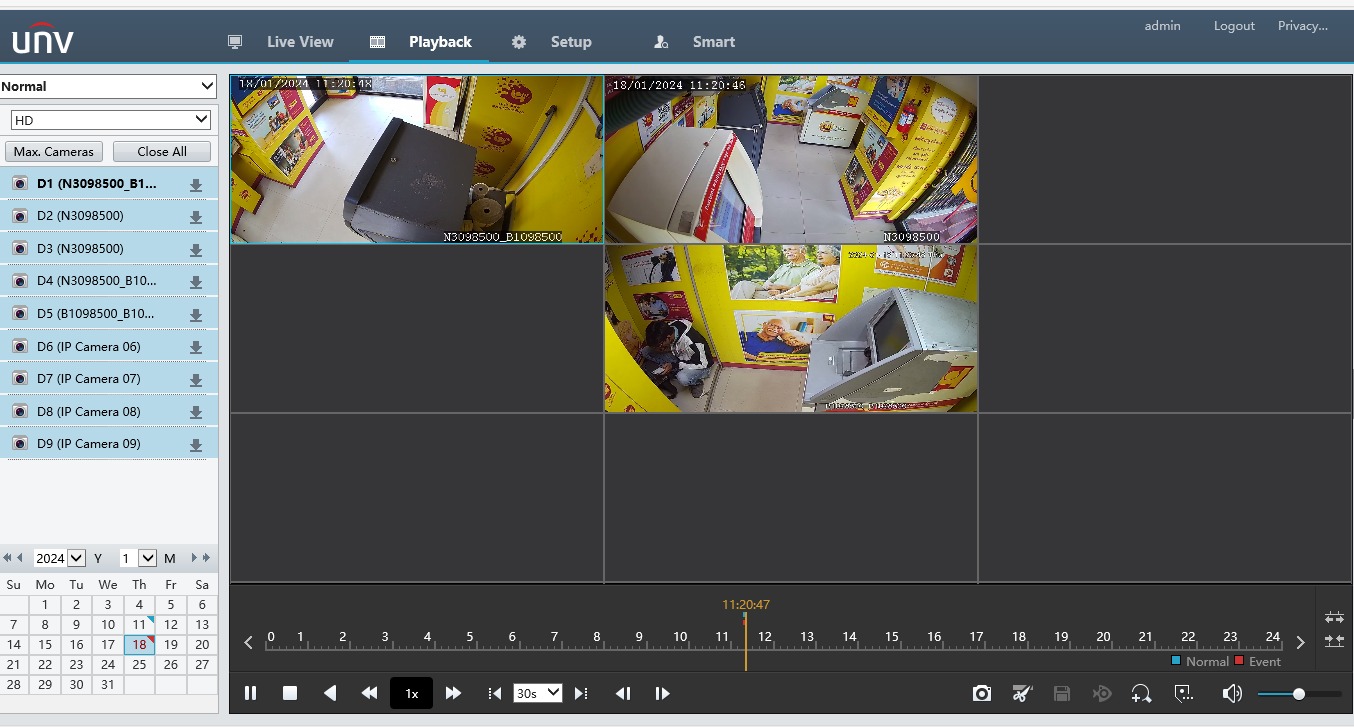 unv
Live View
Playback
Setup
Smart
admin
Logout
Privacy...
Normal
HD
Max. Cameras
Close All
D1 (N3098500_B1...
D2 (N3098500)
D3 (N3098500)
D4 (N3098500_B10...
D5 (B1098500_B10...
D6 (IP Camera 06)
D7 (IP Camera 07)
D8 (IP Camera 08)
D9 (IP Camera 09)
18/01/2024 11:20:48
N3098500_B1098500
18/01/2024 11:20:46
N3098500
2024 Y 1 M
Su Mo Tu We Th Fr Sa
1 2 3 4 5 6
7 8 9 10 11 12 13
14 15 16 17 18 19 20
21 22 23 24 25 26 27
28 29 30 31
11:20:47
0 1 2 3 4 5 6 7 8 9 10 11 12 13 14 15 16 17 18 19 20 21 22 23 24
Normal Event
1x
30s